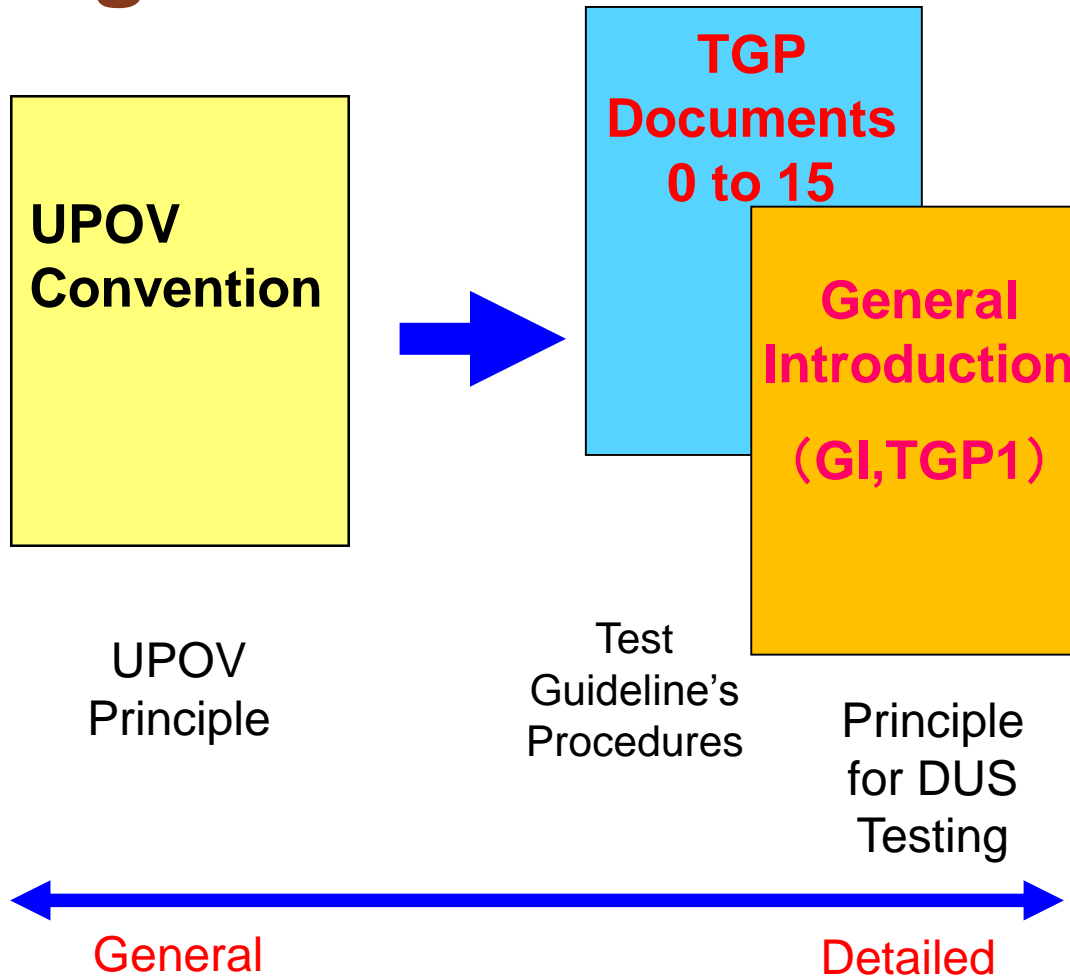 TGP
Documents
0 to 15
UPOV
Convention
General
Introduction
（GI,TGP1）
UPOV
Principle
Test
Guideline’s
Procedures
Principle
for DUS
Testing
General
Detailed